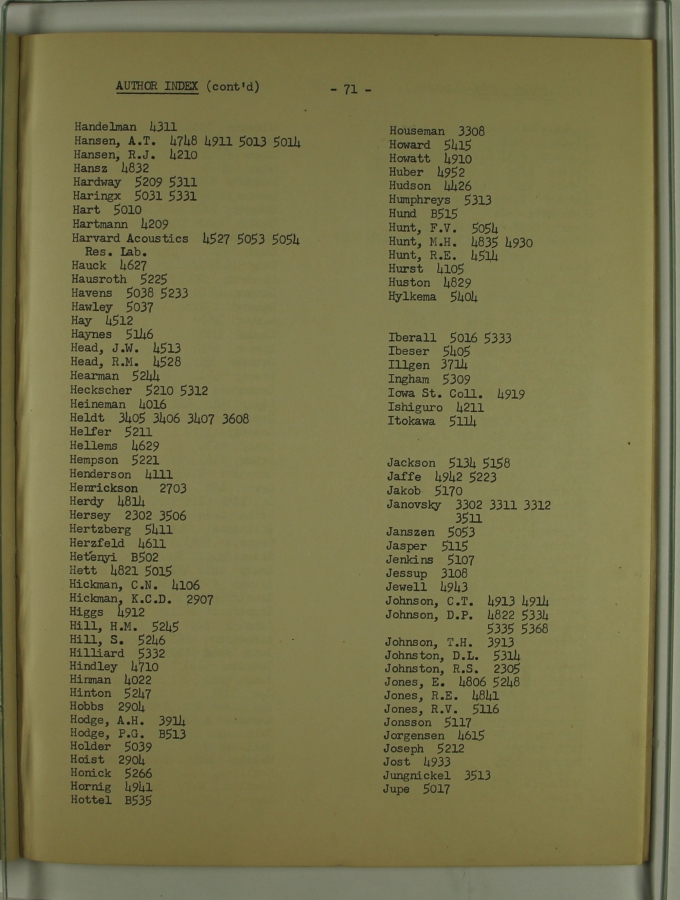 AUTHOR INDEX (cont'd)
- 71 -
Handelman 4311
Hansen, A.T. 4748 4911 5013 5014
Hansen, R.J. 4210
Hansz 4832
Hardway 5209 5311
Haringx 5031 5331
Hart 5010
Hartmann 4209
Harvard Acoustics 4527 5053 5054
Res. Lab.
Hauck 4627
Hausroth 5225
Havens 5038 5233
Hawley 5037
Hay 4512
Haynes 5146
Head, J.W. 4513
Head, R.M. 4528
Hearman 5244
Heckscher 5210 5312
Heineman 4016
Heldt 3405 3406 3407 3608
Helfer 5211
Hellems 4629
Hempson 5221
Henderson 4111
Henrickson 2703
Herdy 4814
Hersey 2302 3506
Hertzberg 5411
Herzfeld 4611
Hetényi B502
Hett 4821 5015
Hickman, C.N. 4106
Hickman, K.C.D. 2907
Higgs 4912
Hill, H.M. 5245
Hill, S. 5246
Hilliard 5332
Hindley 4710
Hinman 4022
Hinton 5247
Hobbs 2904
Hodge, A.H. 3914
Hodge, P.G. B513
Holder 5039
Hoist 2904
Honick 5266
Hornig 4941
Hottel B535
Houseman 3308
Howard 5415
Howatt 4910
Huber 4952
Hudson 4426
Humphreys 5313
Hund B515
Hunt, F.V. 5054
Hunt, M.H. 4835 4930
Hunt, R.E. 4514
Hurst 4105
Huston 4829
Hylkema 5404
Iberall 5016 5333
Ibeser 5405
Illgen 3714
Ingham 5309
Iowa St. Coll. 4919
Ishiguro 4211
Itokawa 5114
Jackson 5134 5158
Jaffe 4942 5223
Jakob 5170
Janovsky 3302 3311 3312
3511
Janszen 5053
Jasper 5115
Jenkins 5107
Jessup 3108
Jewell 4943
Johnson, C.T. 4913 4914
Johnson, D.P. 4822 5334
5335 5368
Johnson, T.H. 3913
Johnston, D.L. 5314
Johnston, R.S. 2305
Jones, E. 4806 5248
Jones, R.E. 4841
Jones, R.V. 5116
Jonsson 5117
Jorgensen 4615
Joseph 5212
Jost 4933
Jungnickel 3513
Jupe 5017